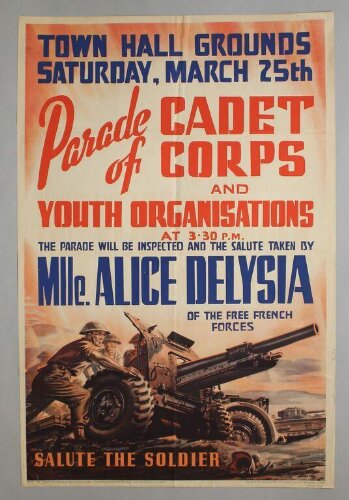 TOWN HALL GROUNDS
SATURDAY, MARCH 25th
Parade of CADET CORPS
AND
YOUTH ORGANISATIONS
AT 3·30 P.M.
THE PARADE WILL BE INSPECTED AND THE SALUTE TAKEN BY
Mlle. ALICE DELYSIA
OF THE FREE FRENCH
FORCES
SALUTE THE SOLDIER